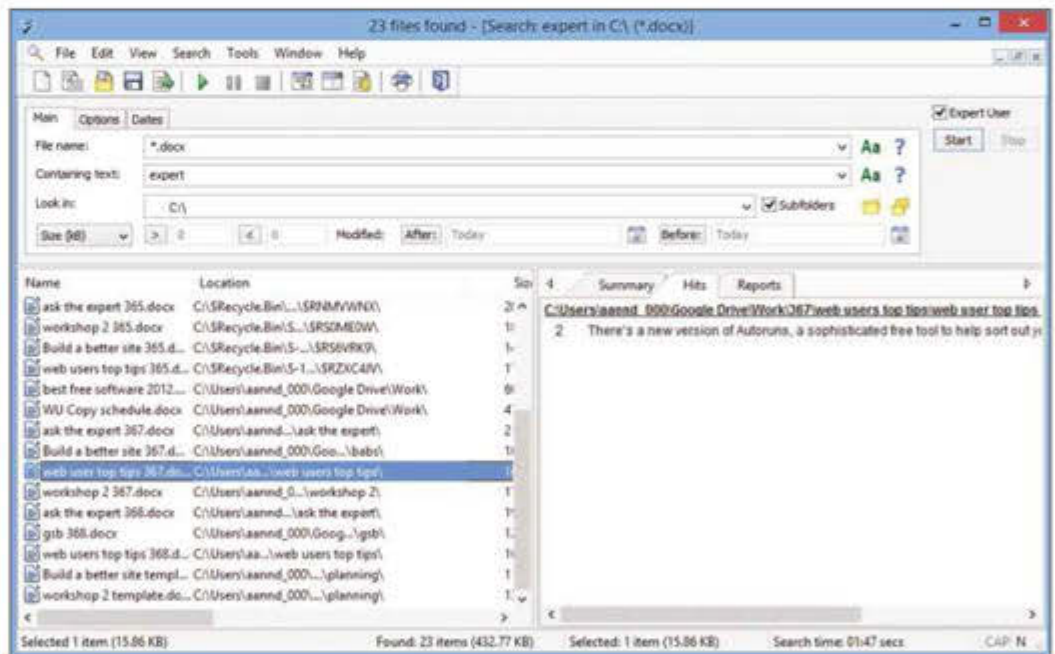 23 files found - [Search: expert in C:\ (*.docx)]
File Edit View Search Tools Window Help
Main Options Dates
Expert User
File name: *.docx Aa ? Start Stop
Containing text: expert Aa ?
Look in: C:\ Subfolders
Size (kB) > 0 < 0 Modified: After: Today Before: Today
Name Location Siz Summary Hits Reports
ask the expert 365.docx C:\$Recycle.Bin\...\$RNMVWNX\
C:\Users\aannd_000\Google Drive\Work\367\web users top tips\web user top tips
workshop 2 365.docx C:\$Recycle.Bin\S...\$RS0ME0W\
2 There's a new version of Autoruns, a sophisticated free tool to help sort out
Build a better site 365.d... C:\$Recycle.Bin\S-...\$RS6VRK9\
web users top tips 365.d... C:\$Recycle.Bin\S-1...\$RZXC4JV\
best free software 2012.... C:\Users\aannd_000\Google Drive\Work\
WU Copy schedule.docx C:\Users\aannd_000\Google Drive\Work\
ask the expert 367.docx C:\Users\aannd...\ask the expert\
Build a better site 367.d... C:\Users\aannd_000\Goo...\babs\
web user top tips 367.do... C:\Users\aa...\web users top tips\
workshop 2 367.docx C:\Users\aannd_0...\workshop 2\
ask the expert 368.docx C:\Users\aannd...\ask the expert\
gsb 368.docx C:\Users\aannd_000\Goog...\gsb\
web users top tips 368.d... C:\Users\aa...\web users top tips\
Build a better site templ... C:\Users\aannd_000\...\planning\
workshop 2 template.do... C:\Users\aannd_000\...\planning\
Selected 1 item (15.86 KB) Found: 23 items (432.77 KB) Selected: 1 item (15.86 KB) Search time: 01:47 secs CAP N